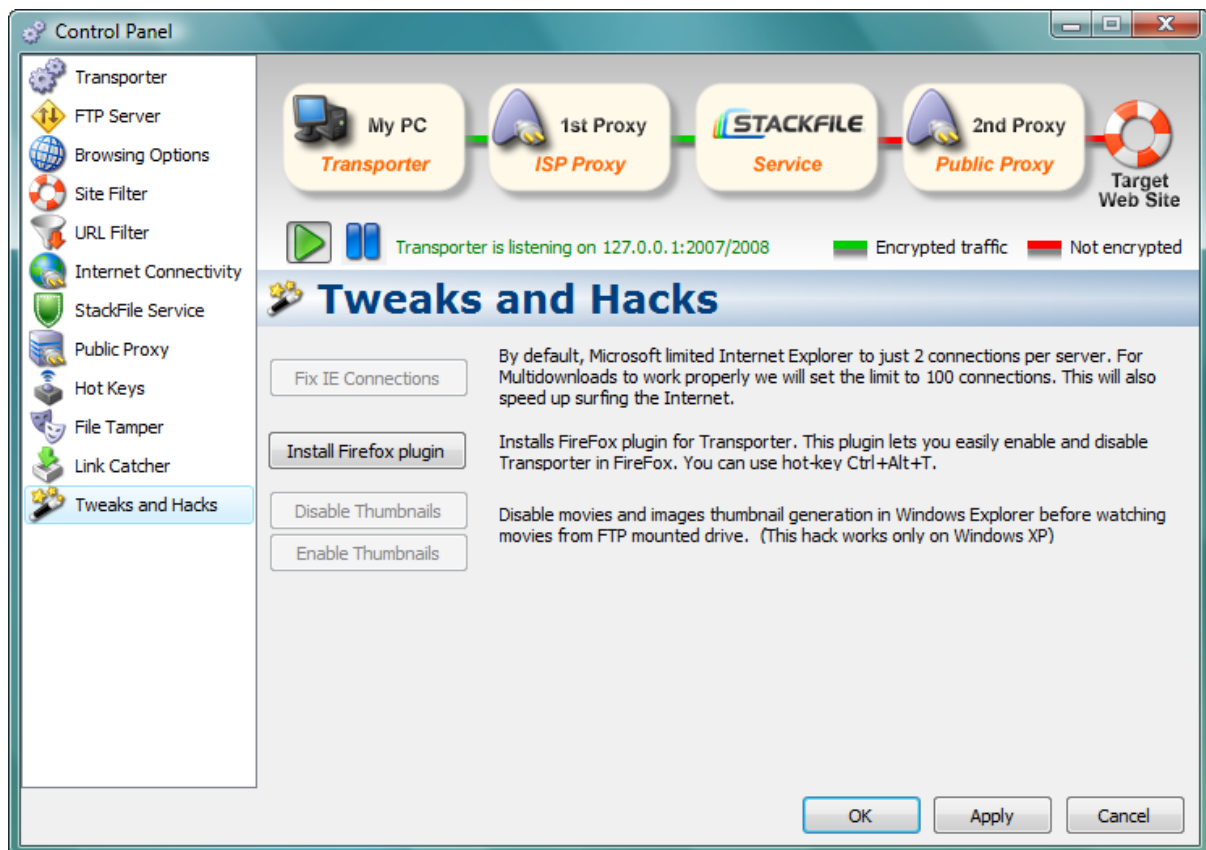 Control Panel
Transporter
FTP Server
Browsing Options
Site Filter
URL Filter
Internet Connectivity
StackFile Service
Public Proxy
Hot Keys
File Tamper
Link Catcher
Tweaks and Hacks
My PC
Transporter
1st Proxy
ISP Proxy
STACKFILE
Service
2nd Proxy
Public Proxy
Target
Web Site
Transporter is listening on 127.0.0.1:2007/2008
Encrypted traffic
Not encrypted
Tweaks and Hacks
Fix IE Connections
By default, Microsoft limited Internet Explorer to just 2 connections per server. For
Multidownloads to work properly we will set the limit to 100 connections. This will also
speed up surfing the Internet.
Install Firefox plugin
Installs FireFox plugin for Transporter. This plugin lets you easily enable and disable
Transporter in FireFox. You can use hot-key Ctrl+Alt+T.
Disable Thumbnails
Enable Thumbnails
Disable movies and images thumbnail generation in Windows Explorer before watching
movies from FTP mounted drive. (This hack works only on Windows XP)
OK
Apply
Cancel